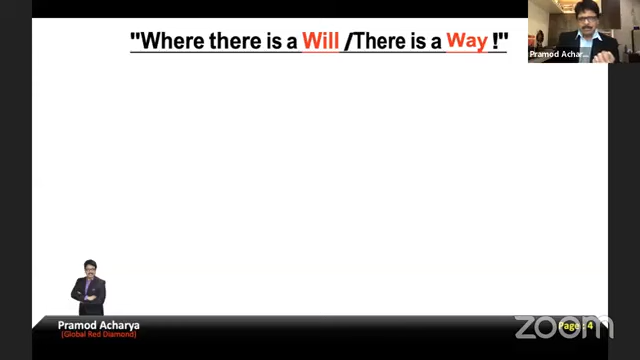 "Where there is a Will /There is a Way !"
Pramod Achar...
Pramod Acharya
(Global Red Diamond)
Page : 4
zoom